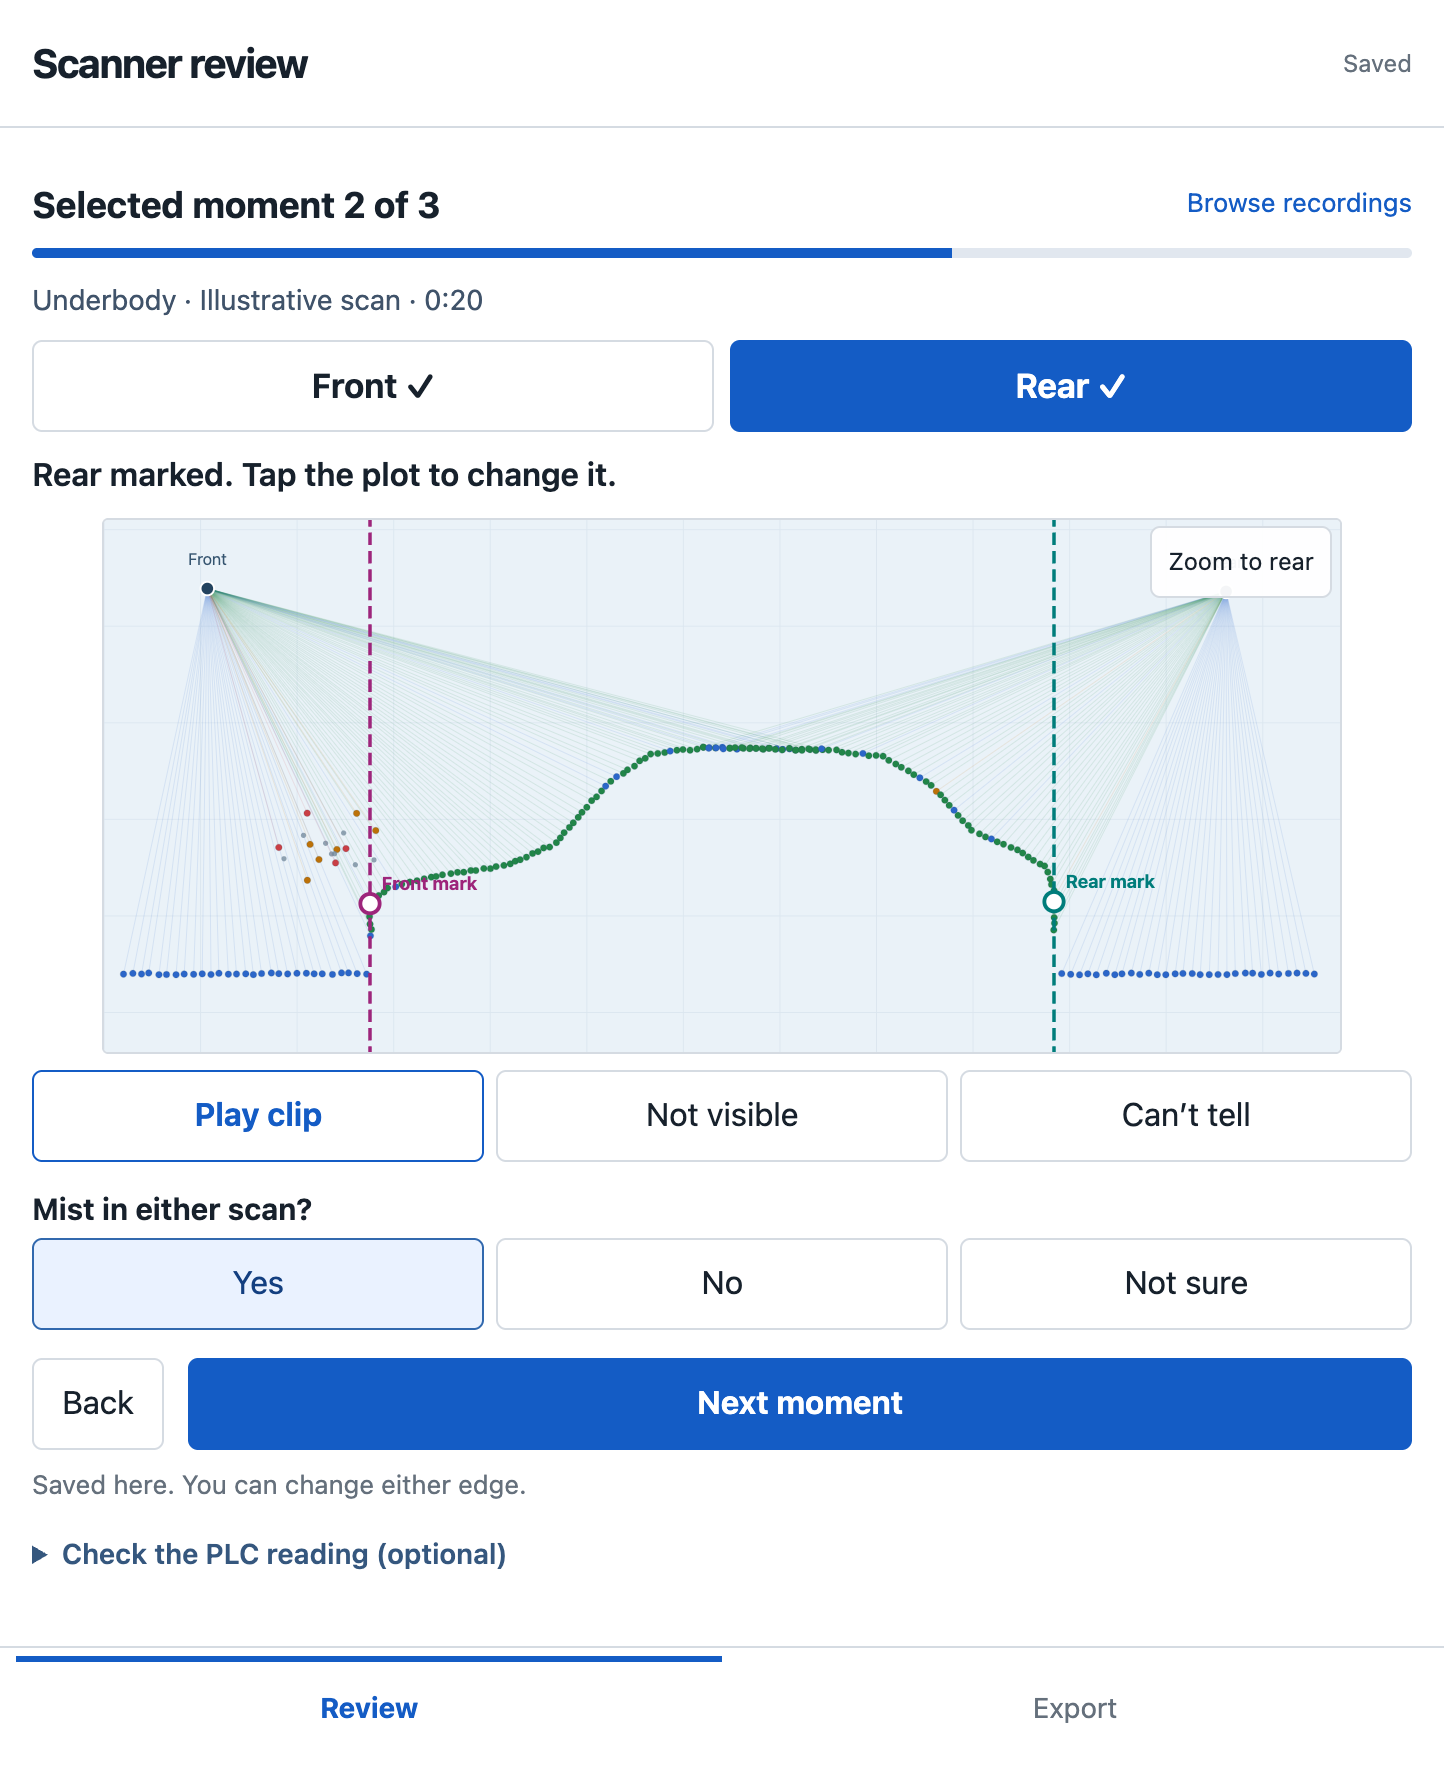 Scanner review
Saved
Selected moment 2 of 3
Browse recordings
Underbody · Illustrative scan · 0:20
Front ✓
Rear ✓
Rear marked. Tap the plot to change it.
Front
Zoom to rear
Front mark
Rear mark
Play clip
Not visible
Can’t tell
Mist in either scan?
Yes
No
Not sure
Back
Next moment
Saved here. You can change either edge.
▶ Check the PLC reading (optional)
Review
Export